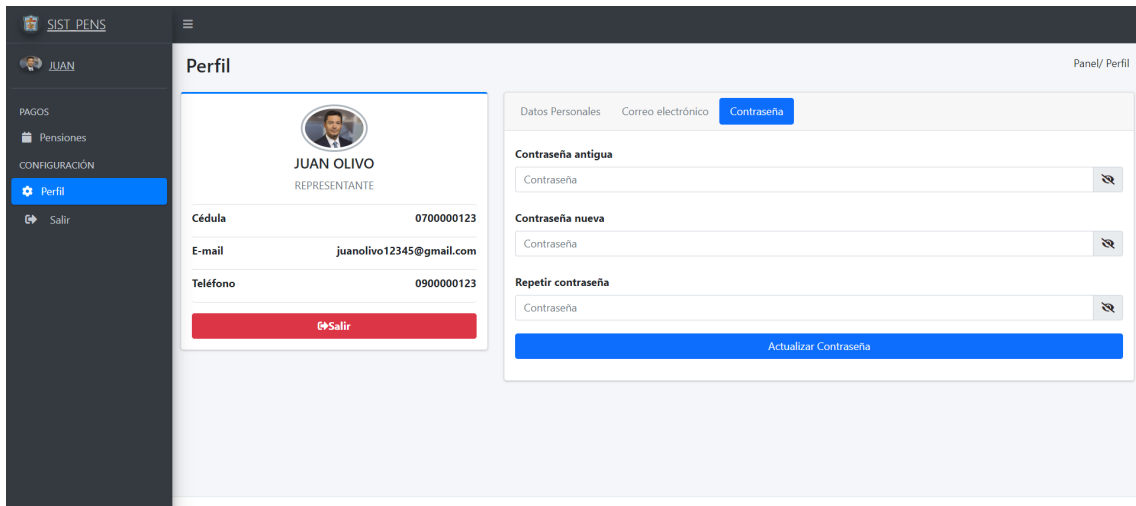 SIST_PENS
JUAN
PAGOS
Pensiones
CONFIGURACIÓN
Perfil
Salir
Perfil
Panel/ Perfil
JUAN OLIVO
REPRESENTANTE
Cédula 0700000123
E-mail juanolivo12345@gmail.com
Teléfono 0900000123
Salir
Datos Personales Correo electrónico Contraseña
Contraseña antigua
Contraseña
Contraseña nueva
Contraseña
Repetir contraseña
Contraseña
Actualizar Contraseña